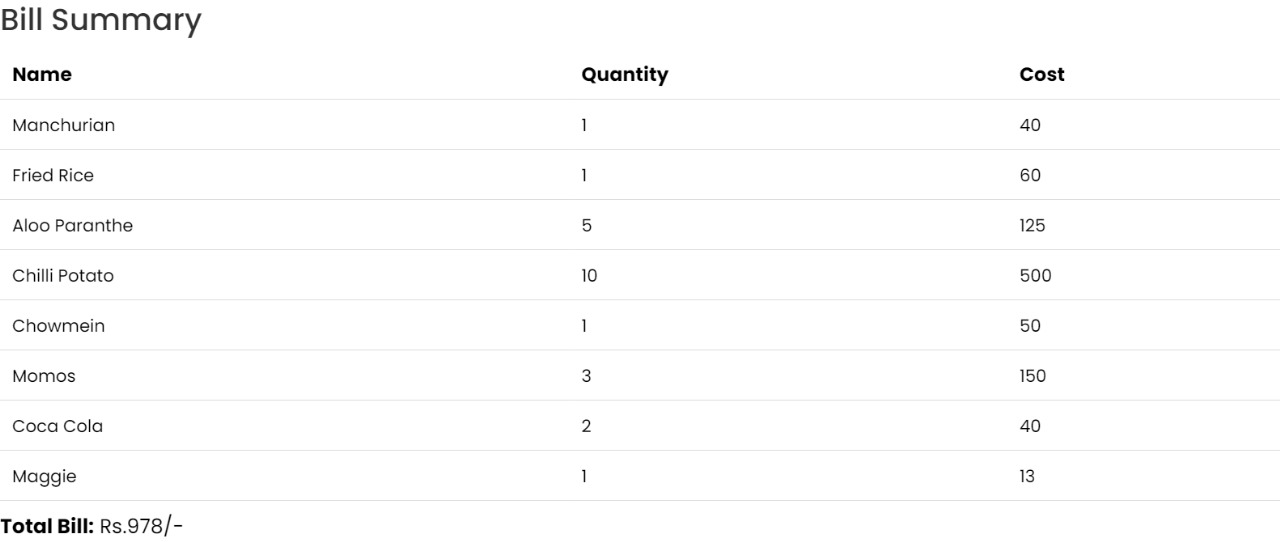 Bill Summary
Name Quantity Cost
Manchurian 1 40
Fried Rice 1 60
Aloo Paranthe 5 125
Chilli Potato 10 500
Chowmein 1 50
Momos 3 150
Coca Cola 2 40
Maggie 1 13
Total Bill: Rs.978/-